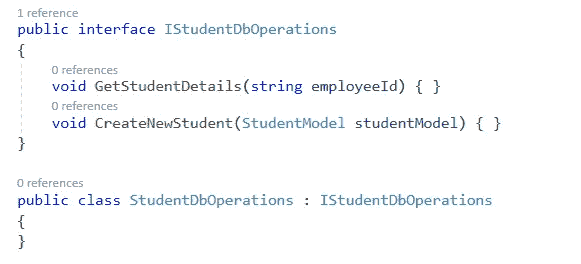 1 reference
public interface IStudentDbOperations
{
0 references
void GetStudentDetails(string employeeId) { }
0 references
void CreateNewStudent(StudentModel studentModel) { }
}
0 references
public class StudentDbOperations : IStudentDbOperations
{
}